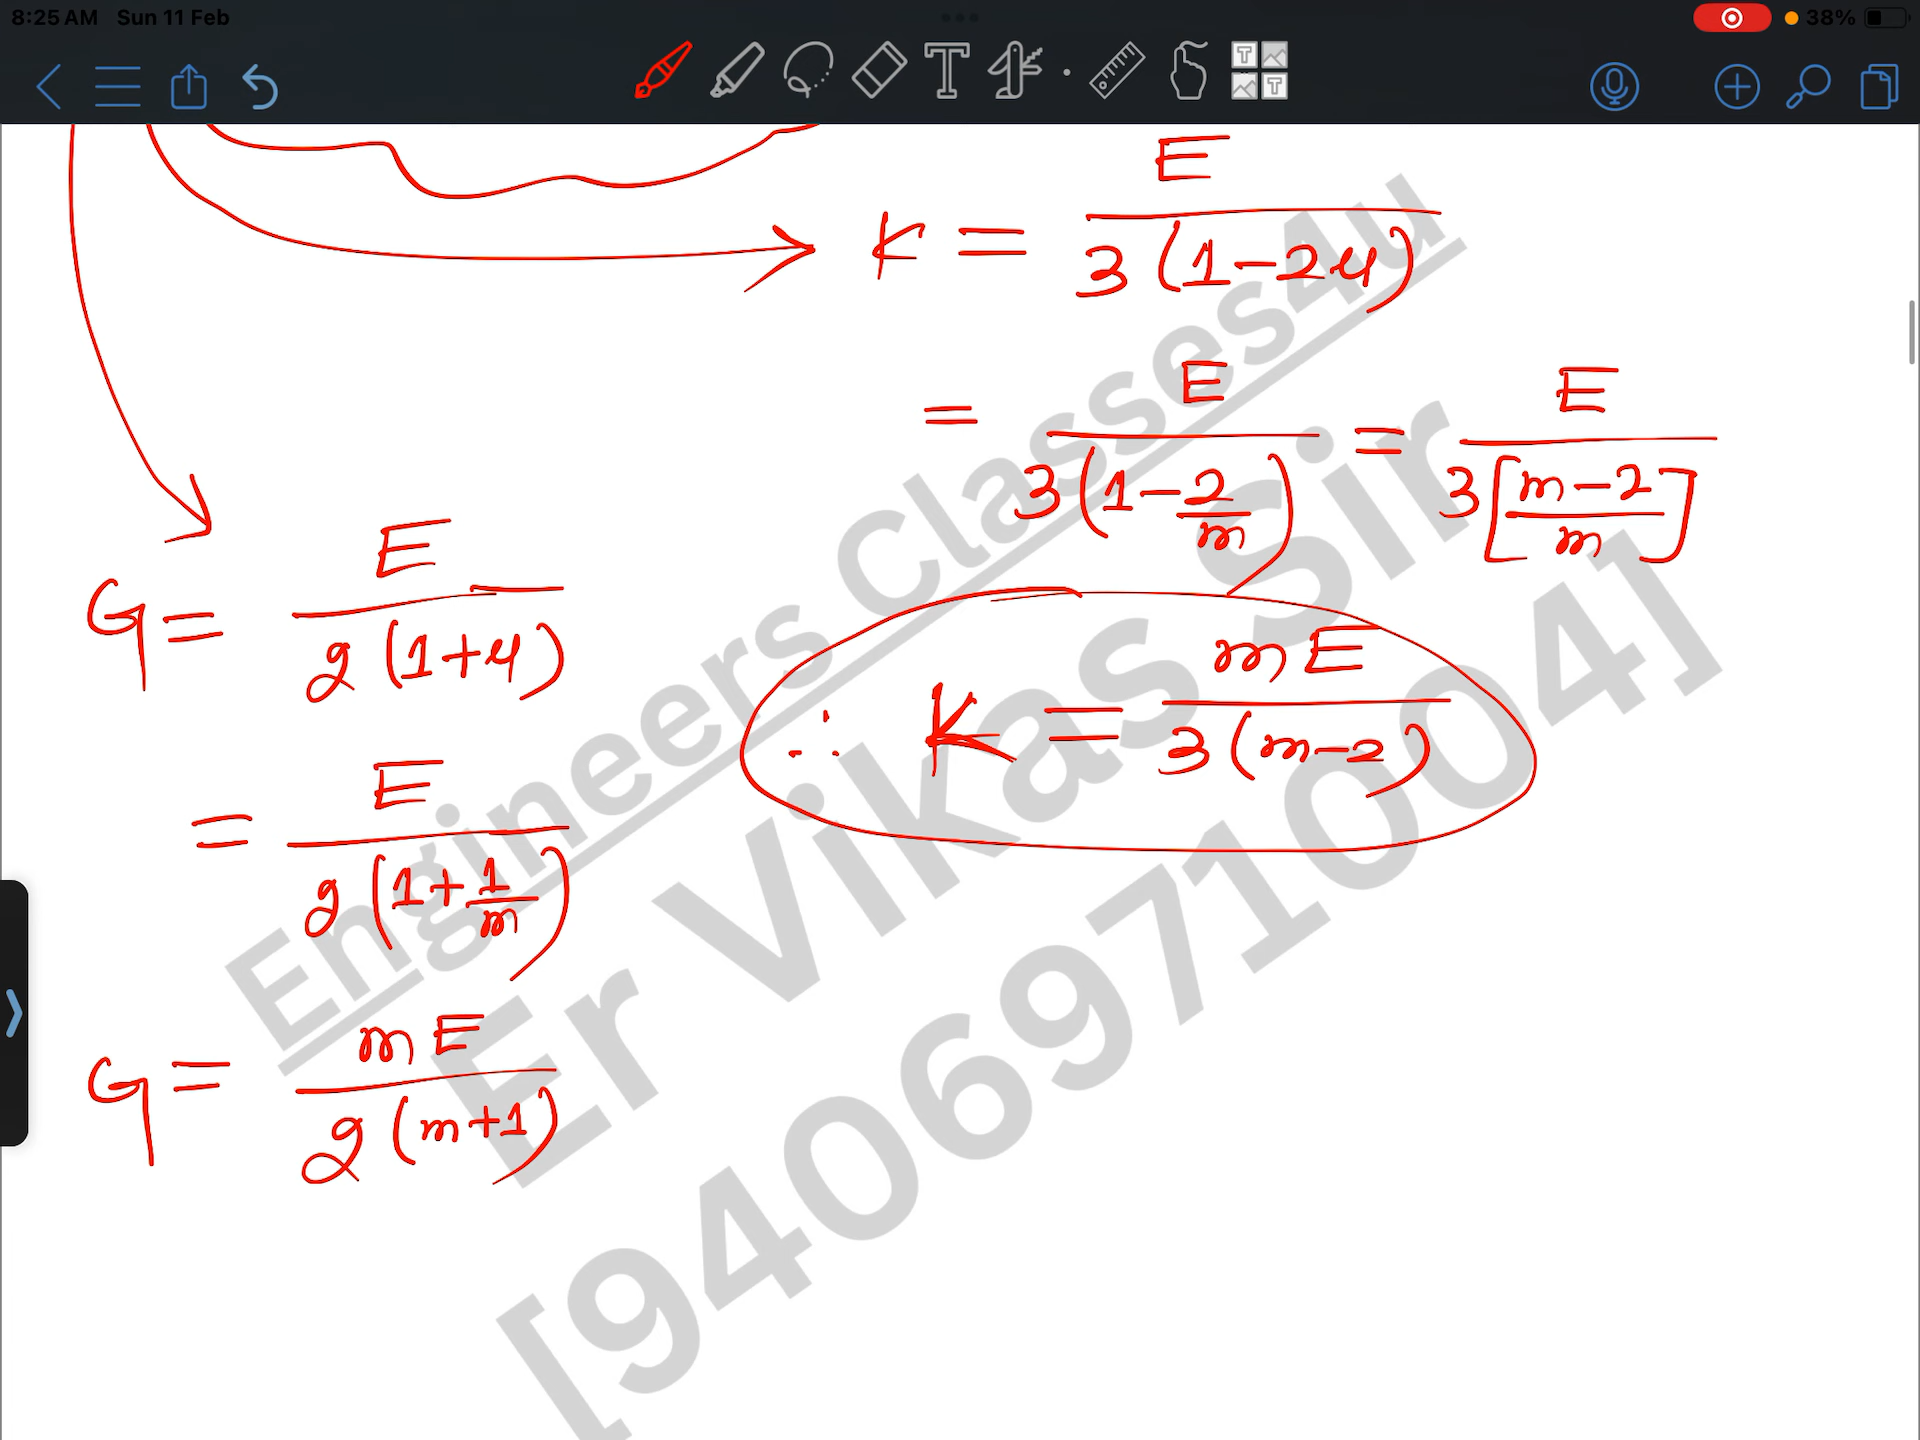 8:25 AM Sun 11 Feb
38%
K = E / 3 (1-2μ)
= E / 3 (1 - 2/m) = E / 3 [m-2 / m]
∴ K = mE / 3 (m-2)
G = E / 2 (1+μ)
= E / 2 (1 + 1/m)
G = mE / 2 (m+1)
Engineers Classes4u
Er Vikas Sir
[9406971004]